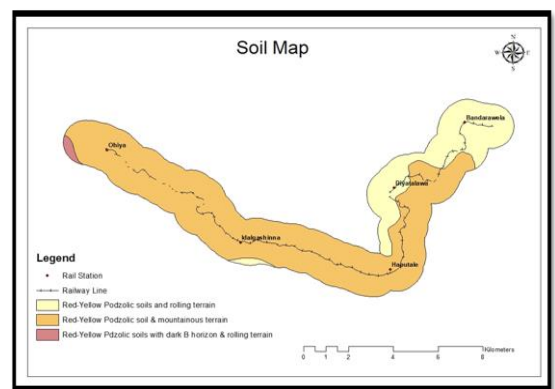 Soil Map
N
W E
S
Bandarawela
Ohiya
Diyatalawa
Idalgashinna
Haputale
Legend
Rail Station
Railway Line
Red-Yellow Podzolic soils and rolling terrain
Red-Yellow Podzolic soil & mountainous terrain
Red-Yellow Pdzolic soils with dark B horizon & rolling terrain
Kilometers
0 1 2 4 6 8